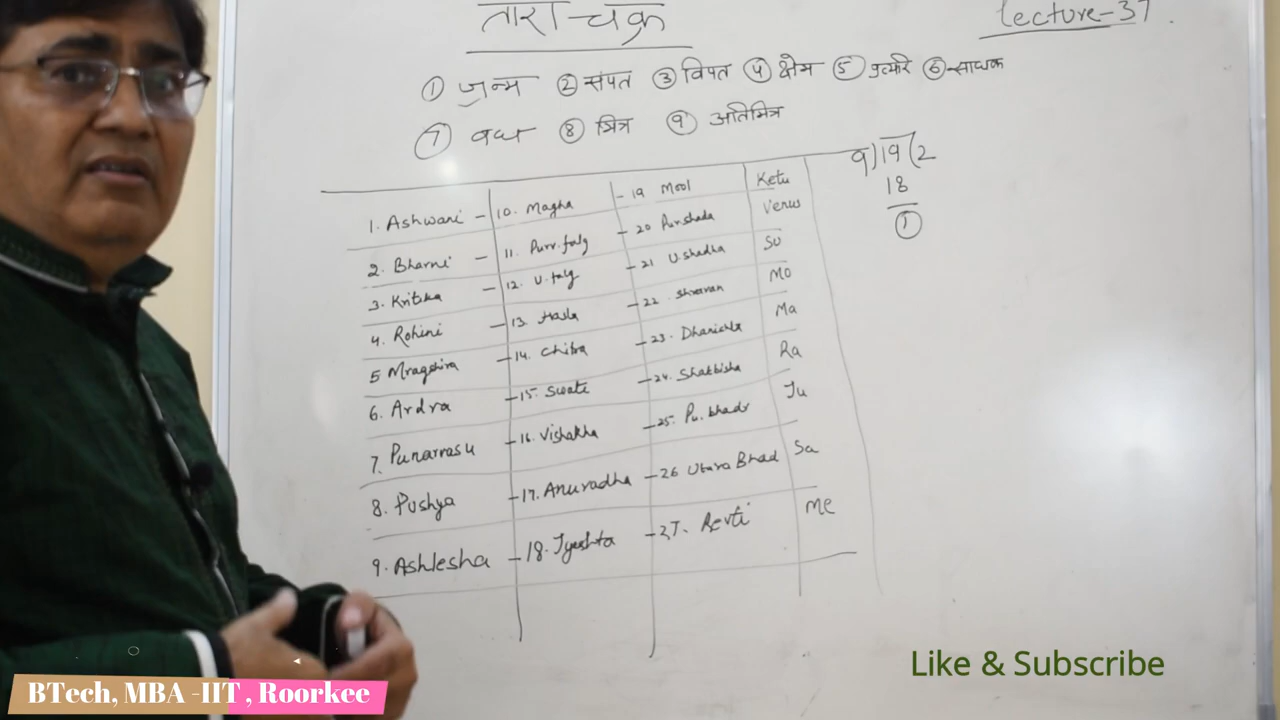 तारा-चक्र
Lecture-37.
① जन्म ② संपत ③ विपत ④ क्षेम ⑤ प्रत्यरि ⑥ साधक
⑦ वध ⑧ मित्र ⑨ अतिमित्र
9)19(2
18
①
1. Ashwani - 10. Magha - 19 Mool Ketu
2. Bharni - 11. Purv.falg - 20 Purshada Venus
3. Kritika - 12. U.falg - 21 U.shadha Su
4. Rohini - 13. Hasta - 22. Shravan Mo
5 Mragshira - 14. Chitra - 23. Dhanishta Ma
6. Ardra - 15. Swati - 24. Shatbisha Ra
7. Punarvasu - 16. Vishakha - 25. Pu.bhadr Ju
8. Pushya - 17. Anuradha - 26 Utara Bhad Sa
9. Ashlesha - 18. Jyeshta - 27. Revti Me
Like & Subscribe
BTech, MBA -IIT , Roorkee